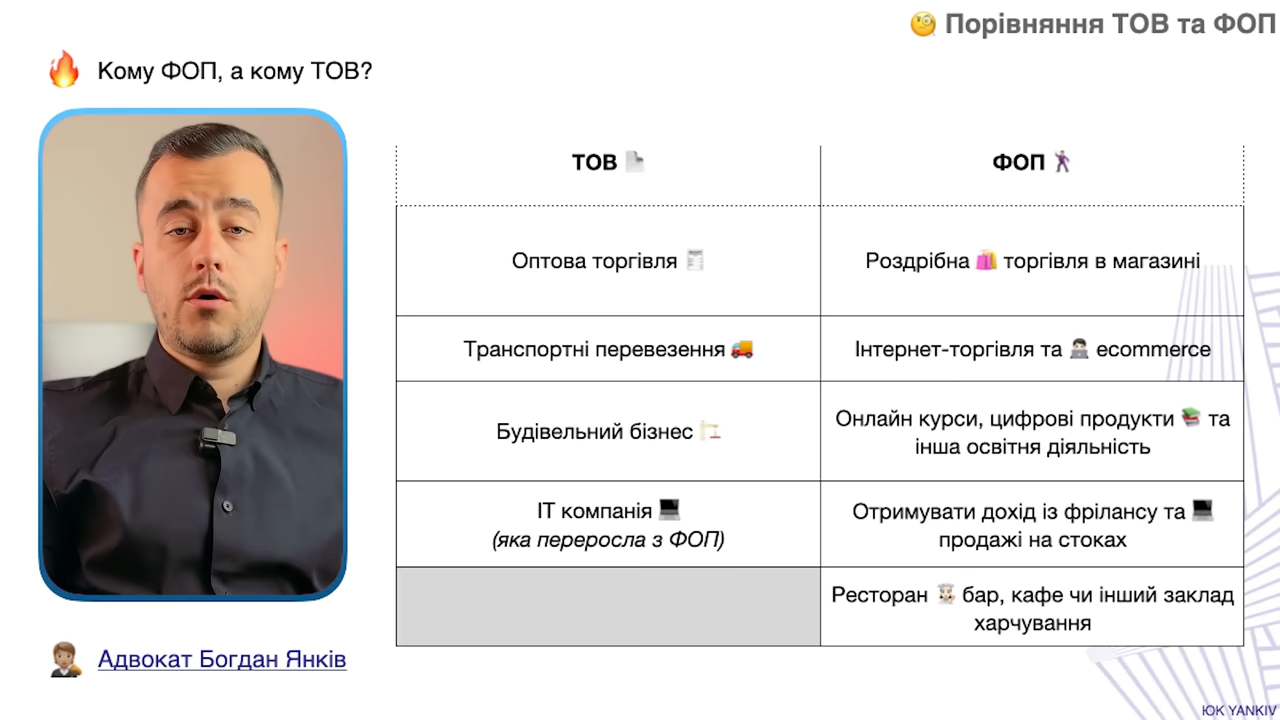 Порівняння ТОВ та ФОП
Кому ФОП, а кому ТОВ?
ТОВ
ФОП
Оптова торгівля
Роздрібна торгівля в магазині
Транспортні перевезення
Інтернет-торгівля та ecommerce
Будівельний бізнес
Онлайн курси, цифрові продукти та
інша освітня діяльність
ІТ компанія
(яка переросла з ФОП)
Отримувати дохід із фрілансу та
продажі на стоках
Ресторан бар, кафе чи інший заклад
харчування
Адвокат Богдан Янків
ЮК YANKIV